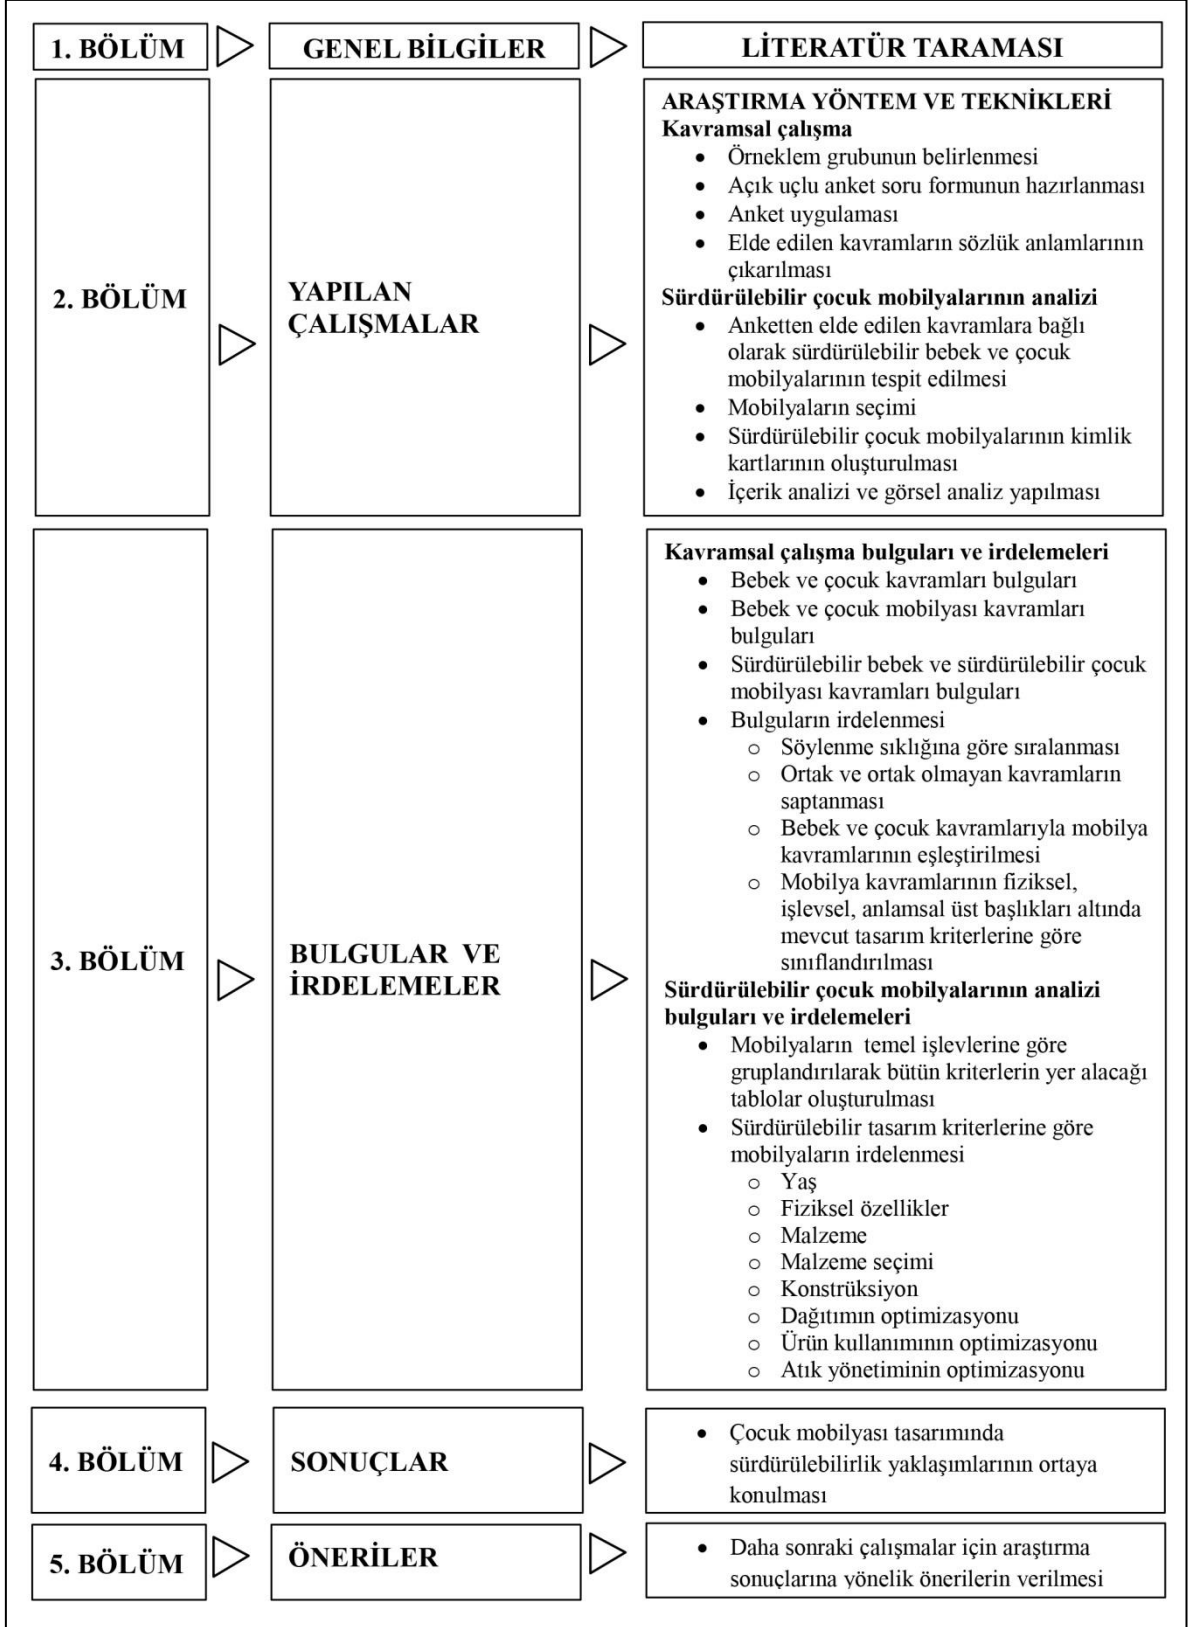 1. BÖLÜM
GENEL BİLGİLER
LİTERATÜR TARAMASI
2. BÖLÜM
YAPILAN
ÇALIŞMALAR
ARAŞTIRMA YÖNTEM VE TEKNİKLERİ
Kavramsal çalışma
• Örneklem grubunun belirlenmesi
• Açık uçlu anket soru formunun hazırlanması
• Anket uygulaması
• Elde edilen kavramların sözlük anlamlarının
çıkarılması
Sürdürülebilir çocuk mobilyalarının analizi
• Anketten elde edilen kavramlara bağlı
olarak sürdürülebilir bebek ve çocuk
mobilyalarının tespit edilmesi
• Mobilyaların seçimi
• Sürdürülebilir çocuk mobilyalarının kimlik
kartlarının oluşturulması
• İçerik analizi ve görsel analiz yapılması
3. BÖLÜM
BULGULAR VE
İRDELEMELER
Kavramsal çalışma bulguları ve irdelemeleri
• Bebek ve çocuk kavramları bulguları
• Bebek ve çocuk mobilyası kavramları
bulguları
• Sürdürülebilir bebek ve sürdürülebilir çocuk
mobilyası kavramları bulguları
• Bulguların irdelenmesi
o Söylenme sıklığına göre sıralanması
o Ortak ve ortak olmayan kavramların
saptanması
o Bebek ve çocuk kavramlarıyla mobilya
kavramlarının eşleştirilmesi
o Mobilya kavramlarının fiziksel,
işlevsel, anlamsal üst başlıkları altında
mevcut tasarım kriterlerine göre
sınıflandırılması
Sürdürülebilir çocuk mobilyalarının analizi
bulguları ve irdelemeleri
• Mobilyaların temel işlevlerine göre
gruplandırılarak bütün kriterlerin yer alacağı
tablolar oluşturulması
• Sürdürülebilir tasarım kriterlerine göre
mobilyaların irdelenmesi
o Yaş
o Fiziksel özellikler
o Malzeme
o Malzeme seçimi
o Konstrüksiyon
o Dağıtımın optimizasyonu
o Ürün kullanımının optimizasyonu
o Atık yönetiminin optimizasyonu
4. BÖLÜM
SONUÇLAR
• Çocuk mobilyası tasarımında
sürdürülebilirlik yaklaşımlarının ortaya
konulması
5. BÖLÜM
ÖNERİLER
• Daha sonraki çalışmalar için araştırma
sonuçlarına yönelik önerilerin verilmesi